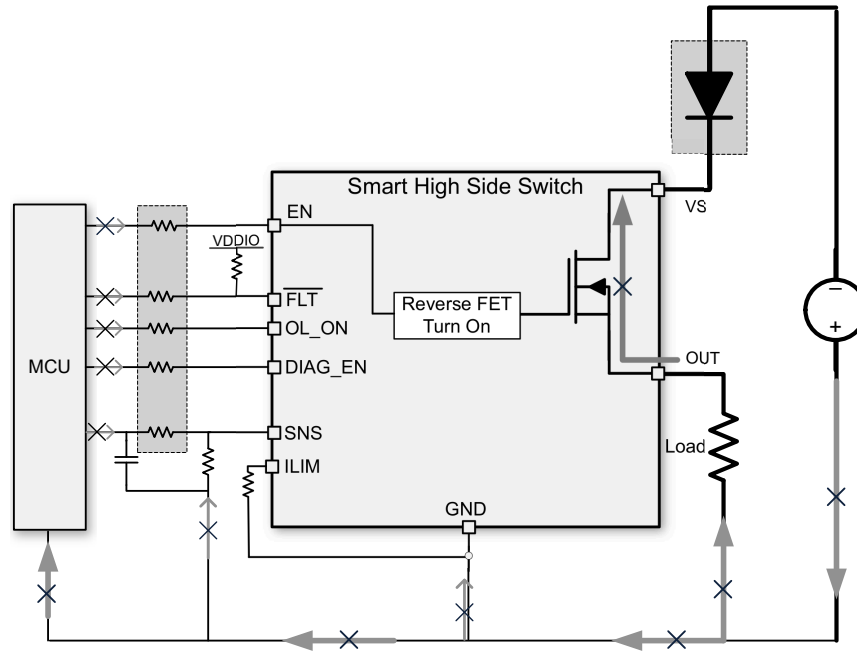 Smart High Side Switch
VS
EN
VDDIO
FLT
OL_ON
DIAG_EN
SNS
ILIM
GND
MCU
Reverse FET
Turn On
OUT
Load
−
+